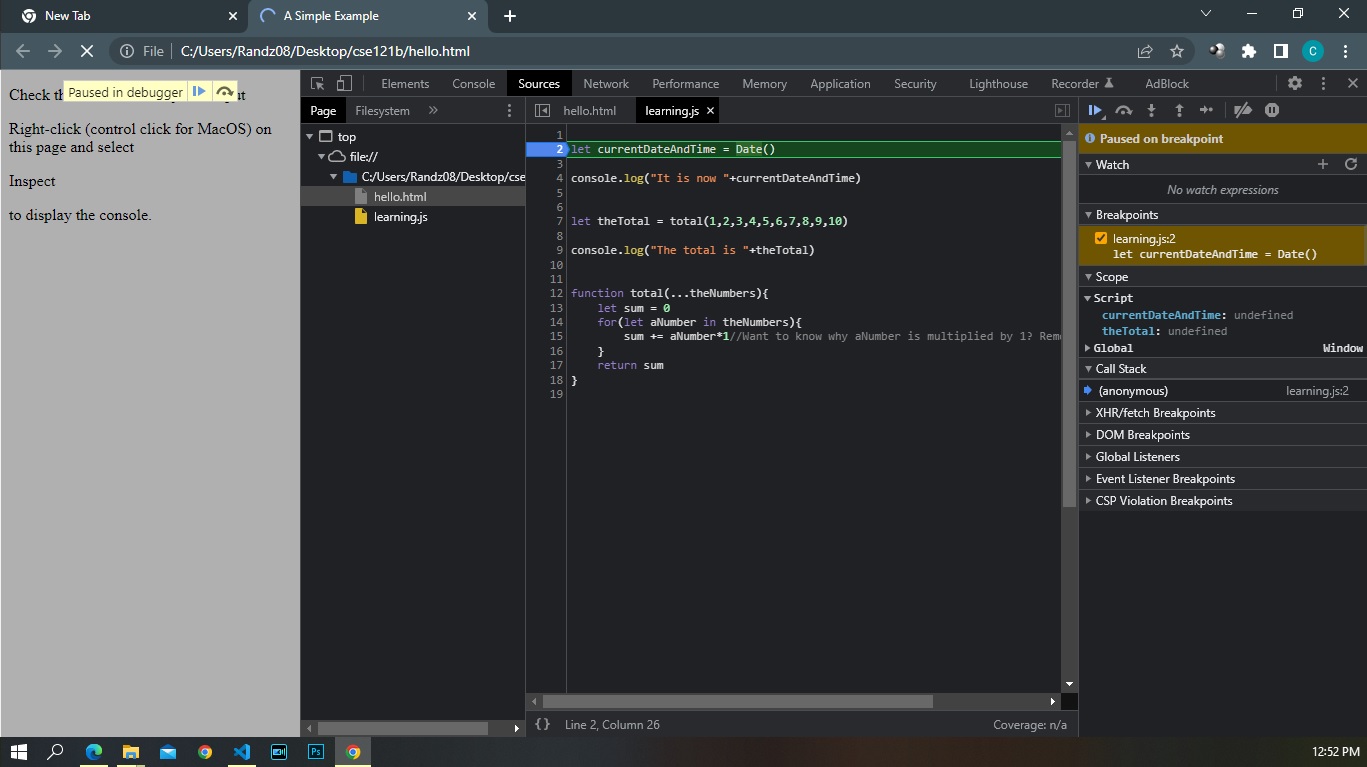 New Tab
A Simple Example
File
C:/Users/Randz08/Desktop/cse121b/hello.html
C
Check th
ut
Paused in debugger
Right-click (control click for MacOS) on
this page and select
Inspect
to display the console.
Elements Console Sources Network Performance Memory Application Security Lighthouse Recorder AdBlock
Page Filesystem »
top
file://
C:/Users/Randz08/Desktop/cse
hello.html
learning.js
hello.html learning.js
1
2 let currentDateAndTime = Date()
3
4 console.log("It is now "+currentDateAndTime)
5
6
7 let theTotal = total(1,2,3,4,5,6,7,8,9,10)
8
9 console.log("The total is "+theTotal)
10
11
12 function total(...theNumbers){
13 let sum = 0
14 for(let aNumber in theNumbers){
15 sum += aNumber*1//Want to know why aNumber is multiplied by 1? Rem
16 }
17 return sum
18 }
19
{} Line 2, Column 26
Coverage: n/a
Paused on breakpoint
Watch
No watch expressions
Breakpoints
learning.js:2
let currentDateAndTime = Date()
Scope
Script
currentDateAndTime: undefined
theTotal: undefined
Global Window
Call Stack
(anonymous) learning.js:2
XHR/fetch Breakpoints
DOM Breakpoints
Global Listeners
Event Listener Breakpoints
CSP Violation Breakpoints
Ps
12:52 PM